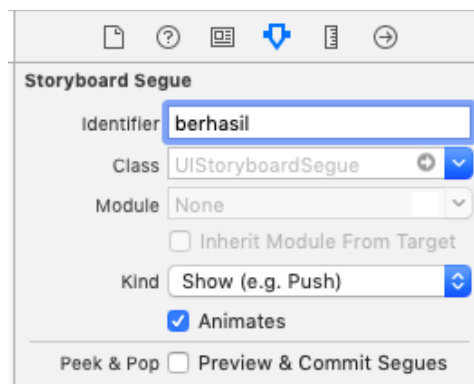 Storyboard Segue
Identifier berhasil
Class UIStoryboardSegue
Module None
Inherit Module From Target
Kind Show (e.g. Push)
Animates
Peek & Pop Preview & Commit Segues